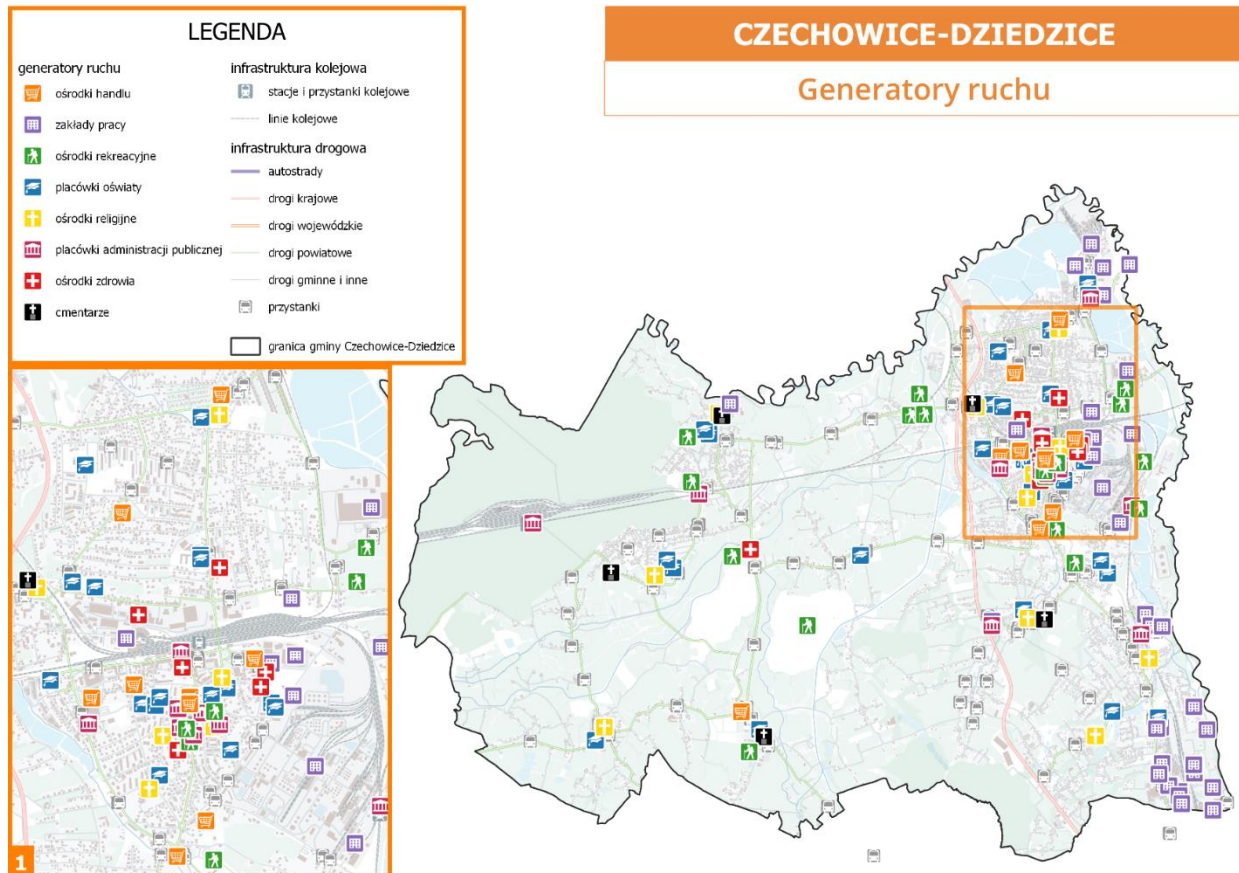 LEGENDA
generatory ruchu
ośrodki handlu
zakłady pracy
ośrodki rekreacyjne
placówki oświaty
ośrodki religijne
placówki administracji publicznej
ośrodki zdrowia
cmentarze
infrastruktura kolejowa
stacje i przystanki kolejowe
linie kolejowe
infrastruktura drogowa
autostrady
drogi krajowe
drogi wojewódzkie
drogi powiatowe
drogi gminne i inne
przystanki
granica gminy Czechowice-Dziedzice
CZECHOWICE-DZIEDZICE
Generatory ruchu
1